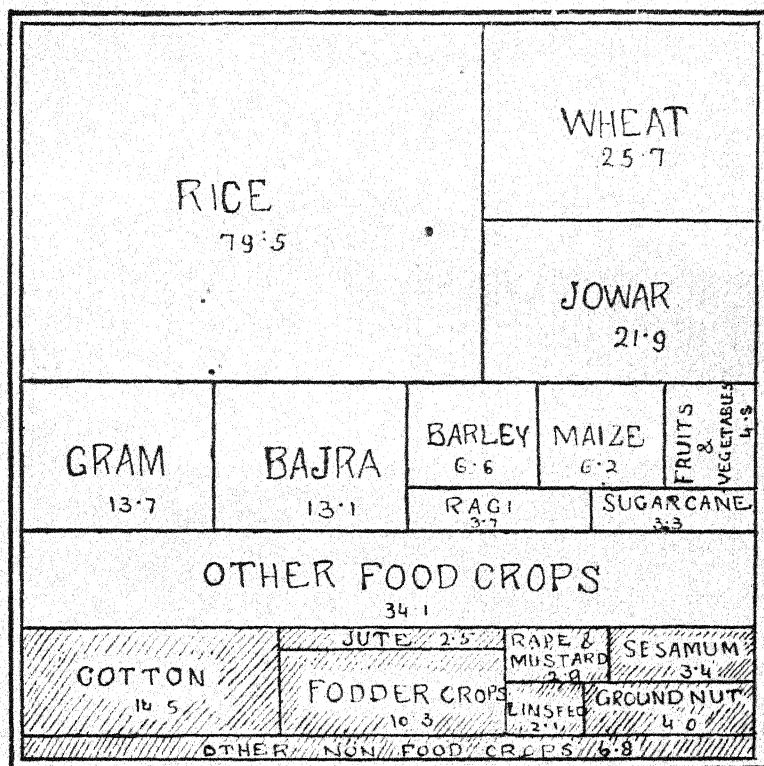 RICE
79.5
WHEAT
25.7
JOWAR
21.9
GRAM
13.7
BAJRA
13.1
BARLEY
6.6
MAIZE
6.2
FRUITS
&
VEGETABLES
4.8
RAGI
3.7
SUGARCANE
3.3
OTHER FOOD CROPS
34.1
COTTON
14.5
JUTE 2.5
FODDER CROPS
10.3
RAPE &
MUSTARD
2.9
SESAMUM
3.4
LINSEED
2.1
GROUND NUT
4.0
OTHER NON FOOD CROPS 6.8